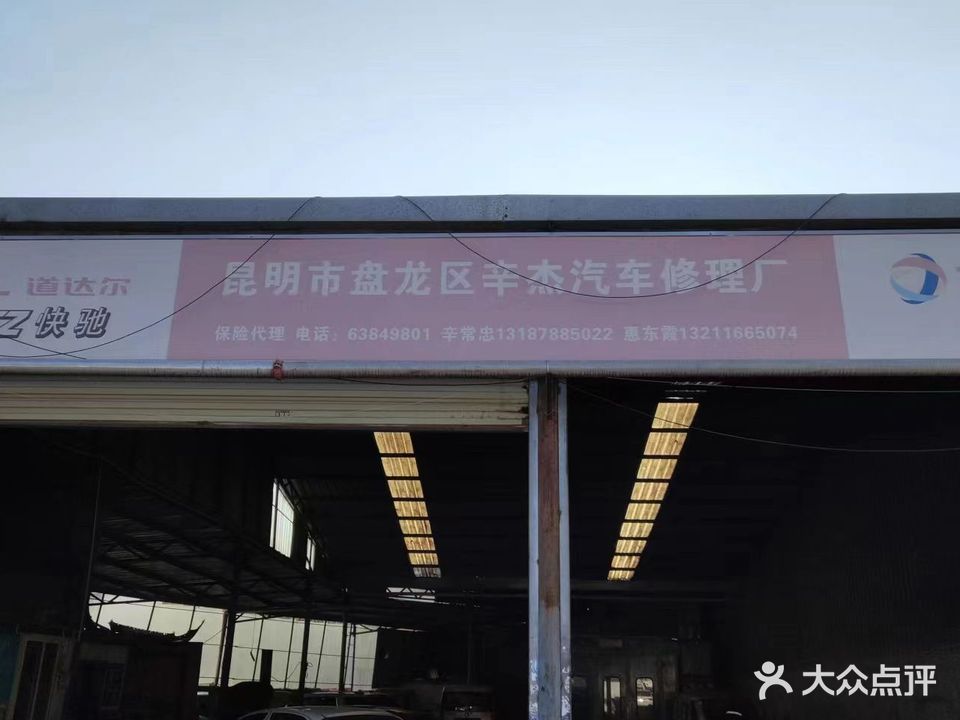 昆明市盘龙区辛杰汽车修理厂
道达尔
快驰
保险代理 电话：63849801 辛常忠13187885022 惠东霞13211665074
大众点评